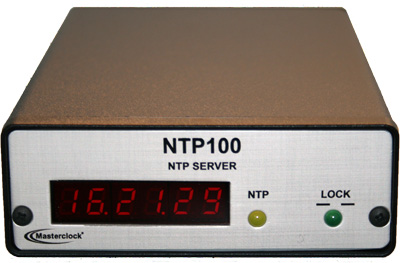 NTP100
NTP SERVER
16.21.29
NTP
LOCK
Masterclock®